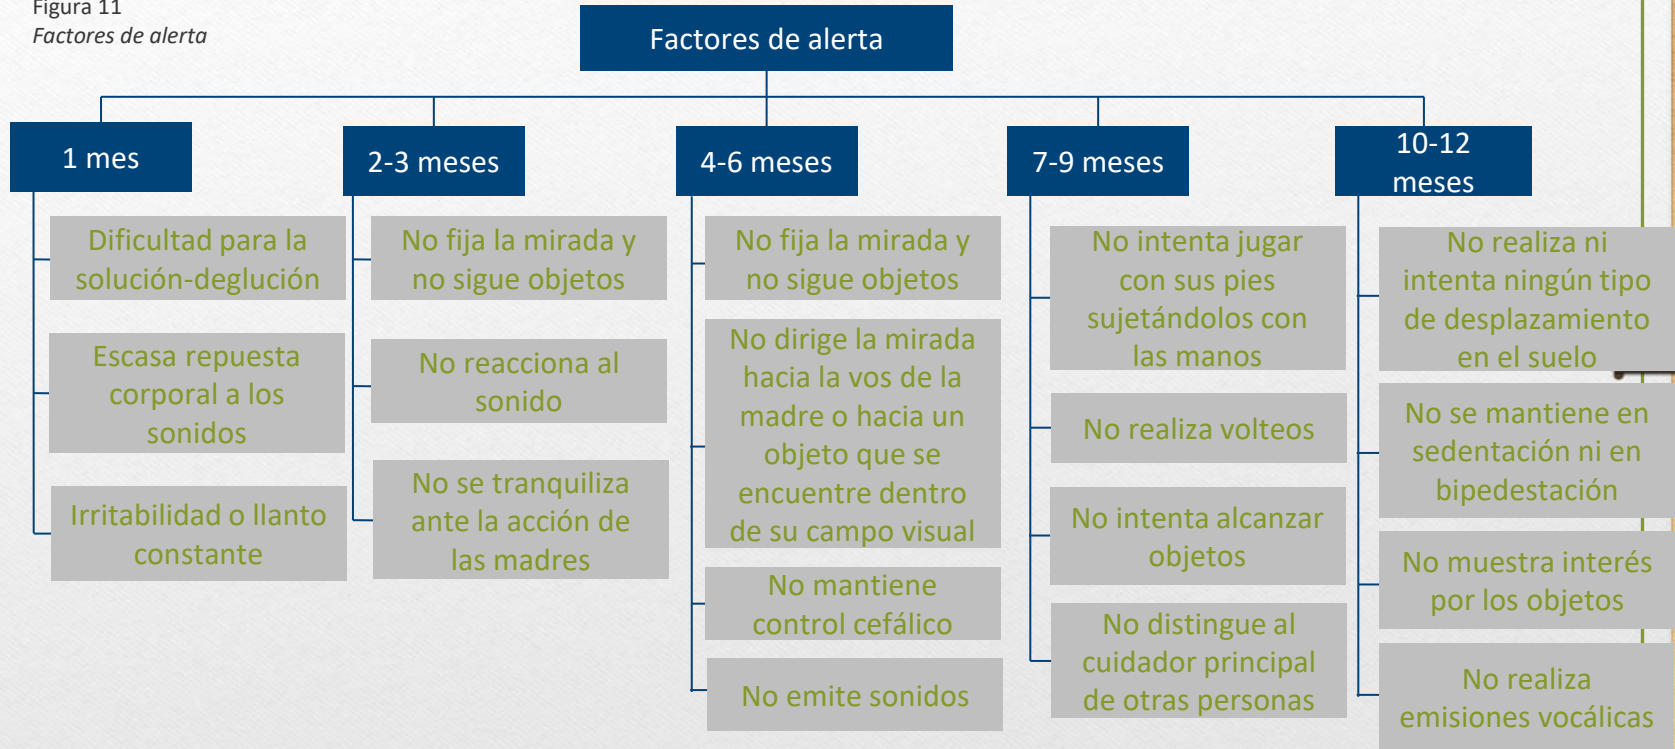 Figura 11
Factores de alerta
Factores de alerta
1 mes
Dificultad para la
solución-deglución
Escasa repuesta
corporal a los
sonidos
Irritabilidad o llanto
constante
2-3 meses
No fija la mirada y
no sigue objetos
No reacciona al
sonido
No se tranquiliza
ante la acción de
las madres
4-6 meses
No fija la mirada y
no sigue objetos
No dirige la mirada
hacia la vos de la
madre o hacia un
objeto que se
encuentre dentro
de su campo visual
No mantiene
control cefálico
No emite sonidos
7-9 meses
No intenta jugar
con sus pies
sujetándolos con
las manos
No realiza volteos
No intenta alcanzar
objetos
No distingue al
cuidador principal
de otras personas
10-12
meses
No realiza ni
intenta ningún tipo
de desplazamiento
en el suelo
No se mantiene en
sedentación ni en
bipedestación
No muestra interés
por los objetos
No realiza
emisiones vocálicas